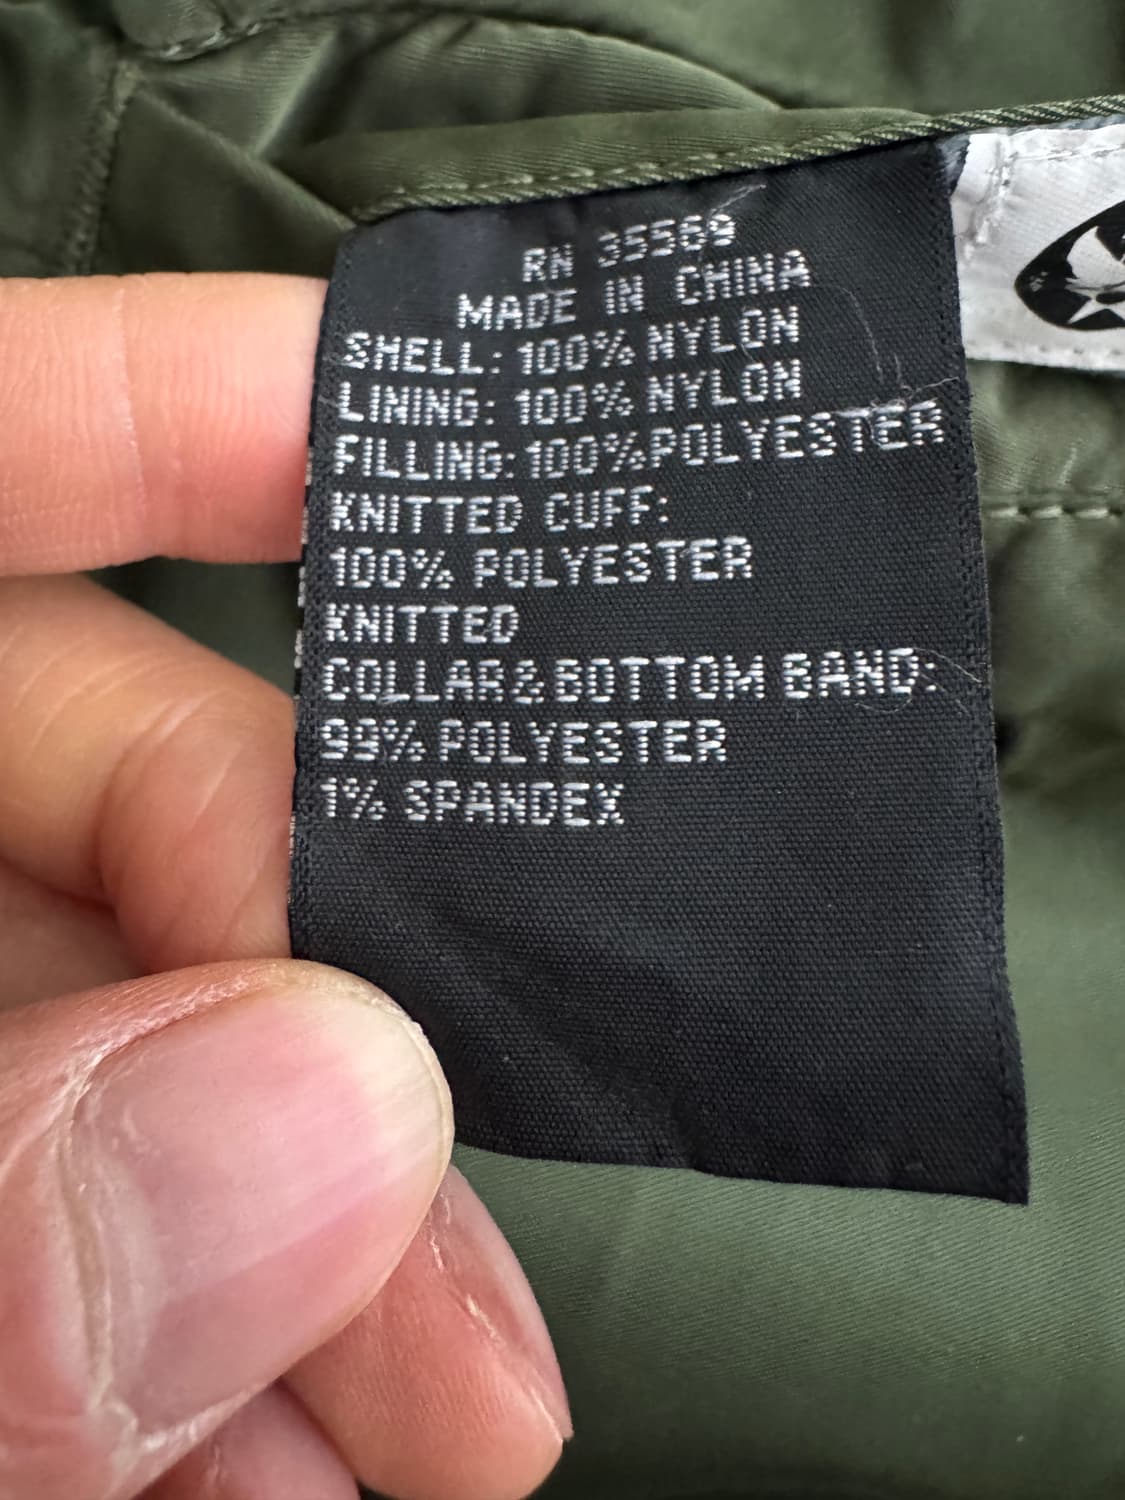 RN 35569
MADE IN CHINA
SHELL: 100% NYLON
LINING: 100% NYLON
FILLING: 100% POLYESTER
KNITTED CUFF:
100% POLYESTER
KNITTED
COLLAR&BOTTOM BAND:
99% POLYESTER
1% SPANDEX